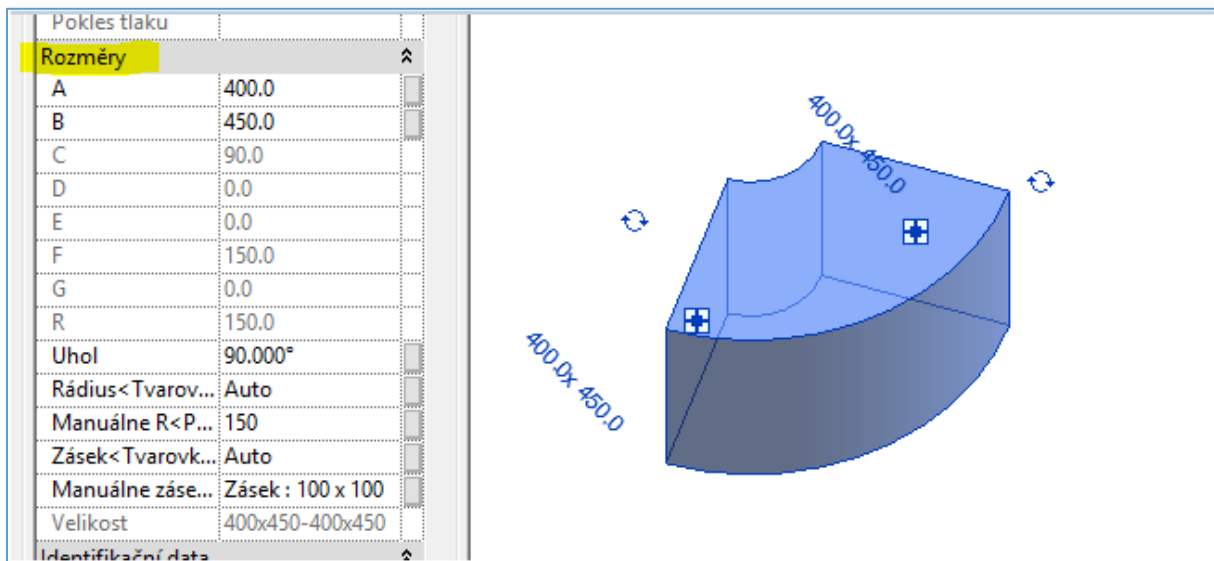 Pokles tlaku
Rozměry
A 400.0
B 450.0
C 90.0
D 0.0
E 0.0
F 150.0
G 0.0
R 150.0
Uhol 90.000°
Rádius<Tvarov... Auto
Manuálne R<P... 150
Zásek<Tvarovk... Auto
Manuálne záse... Zásek : 100 x 100
Velikost 400x450-400x450
Identifikační data
400.0x 450.0
400.0x 450.0